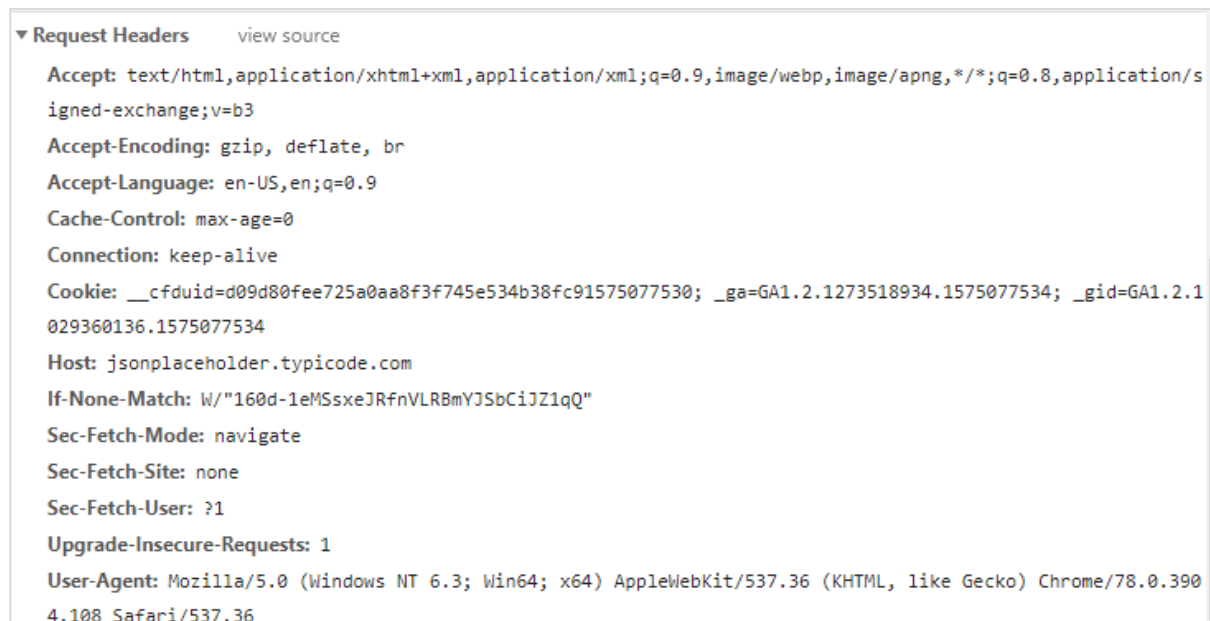 ▼ Request Headers view source
Accept: text/html,application/xhtml+xml,application/xml;q=0.9,image/webp,image/apng,*/*;q=0.8,application/s
igned-exchange;v=b3
Accept-Encoding: gzip, deflate, br
Accept-Language: en-US,en;q=0.9
Cache-Control: max-age=0
Connection: keep-alive
Cookie: __cfduid=d09d80fee725a0aa8f3f745e534b38fc91575077530; _ga=GA1.2.1273518934.1575077534; _gid=GA1.2.1
029360136.1575077534
Host: jsonplaceholder.typicode.com
If-None-Match: W/"160d-1eMSsxeJRfnVLRBmYJSbCiJZ1qQ"
Sec-Fetch-Mode: navigate
Sec-Fetch-Site: none
Sec-Fetch-User: ?1
Upgrade-Insecure-Requests: 1
User-Agent: Mozilla/5.0 (Windows NT 6.3; Win64; x64) AppleWebKit/537.36 (KHTML, like Gecko) Chrome/78.0.390
4.108 Safari/537.36